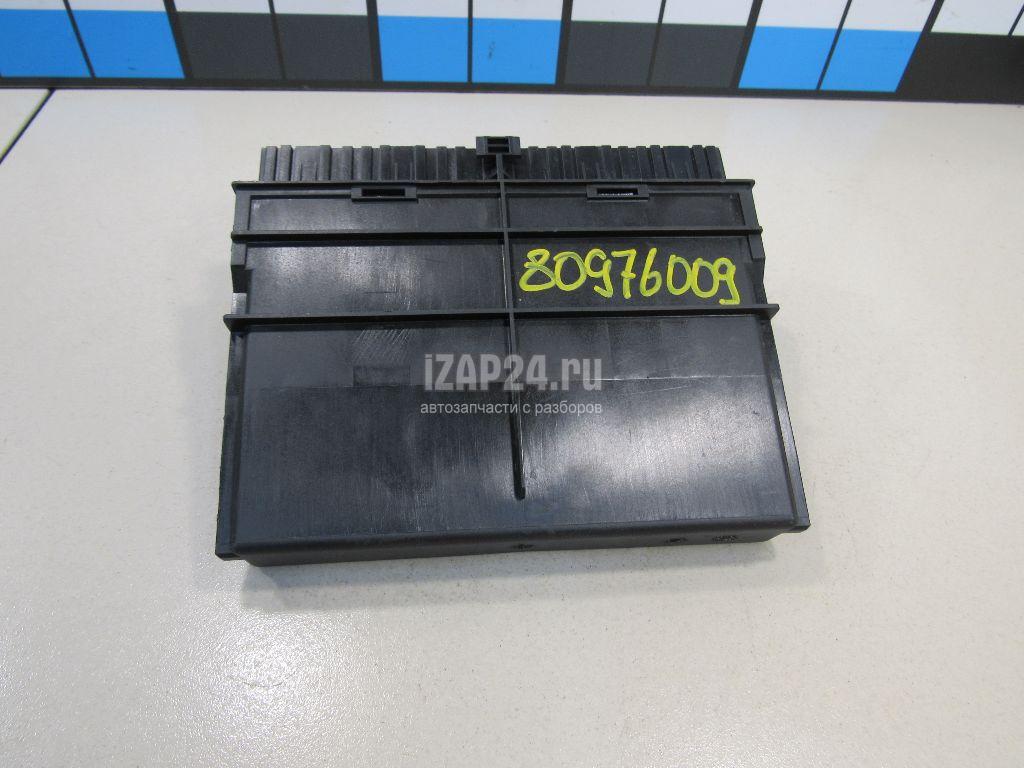 80976009
iZAP24.ru
автозапчасти с разборов